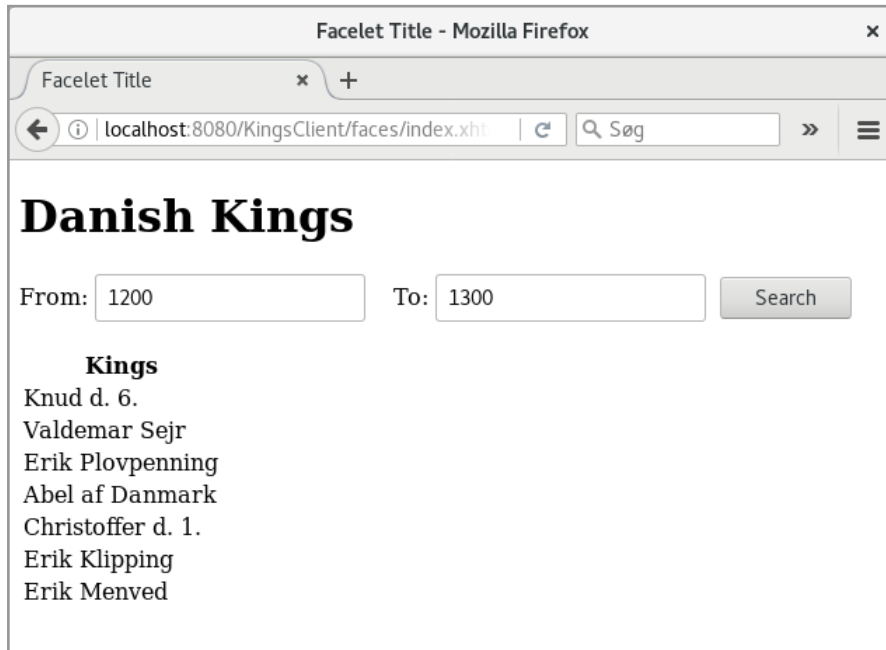 Facelet Title - Mozilla Firefox ×
Facelet Title × +
localhost:8080/KingsClient/faces/index.xht Søg »
Danish Kings
From: 1200 To: 1300 Search
Kings
Knud d. 6.
Valdemar Sejr
Erik Plovpenning
Abel af Danmark
Christoffer d. 1.
Erik Klipping
Erik Menved